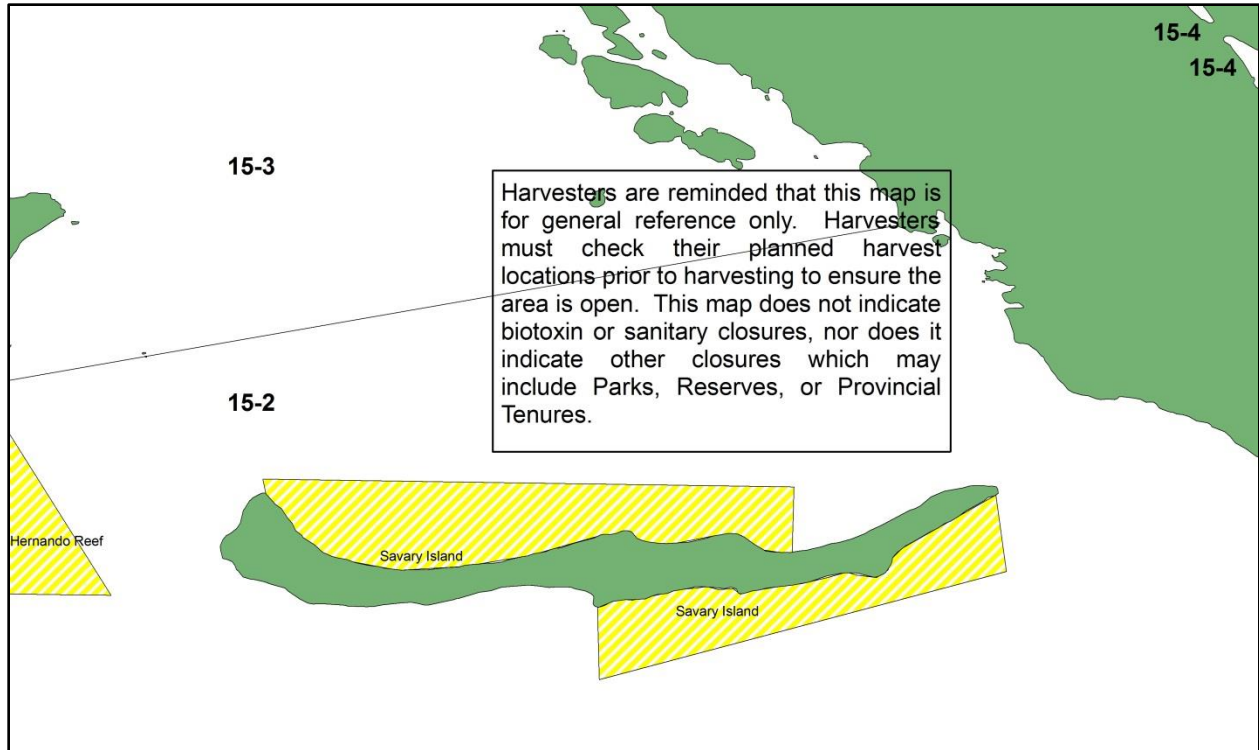 15-4
15-4
15-3
Harvesters are reminded that this map is
for general reference only. Harvesters
must check their planned harvest
locations prior to harvesting to ensure the
area is open. This map does not indicate
biotoxin or sanitary closures, nor does it
indicate other closures which may
include Parks, Reserves, or Provincial
Tenures.
15-2
Hernando Reef
Savary Island
Savary Island